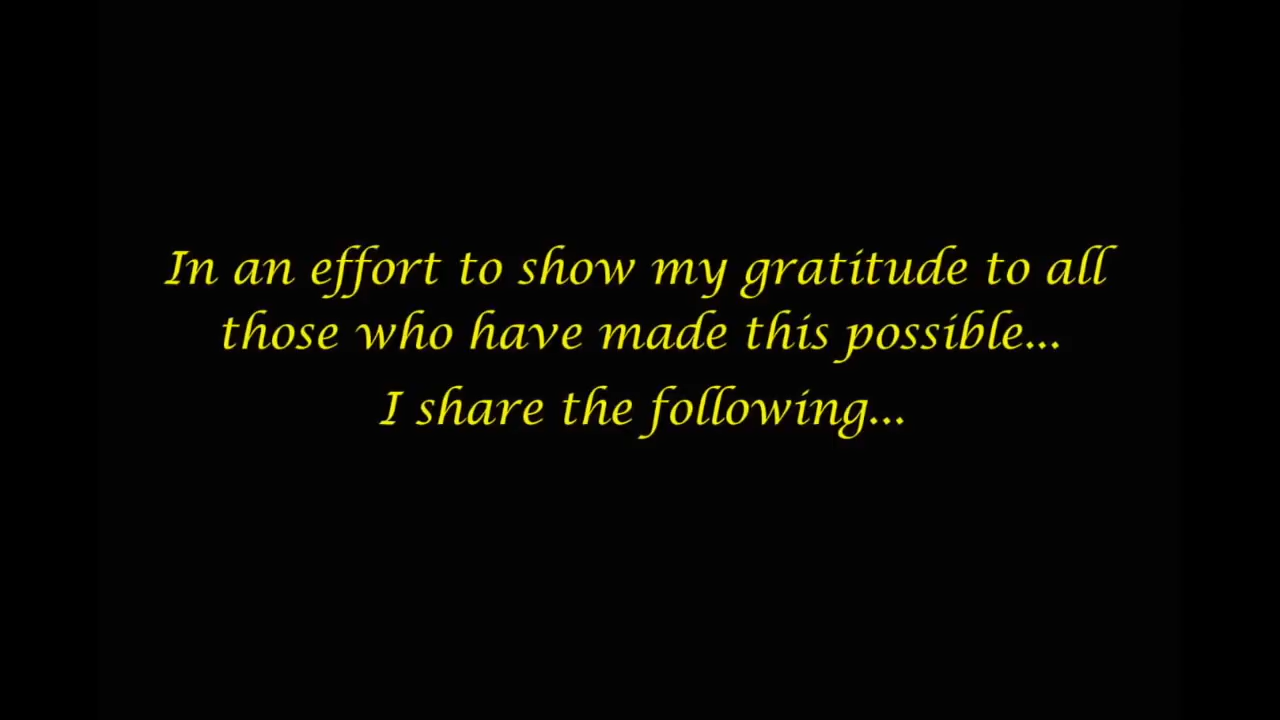 In an effort to show my gratitude to all
those who have made this possible...
I share the following...